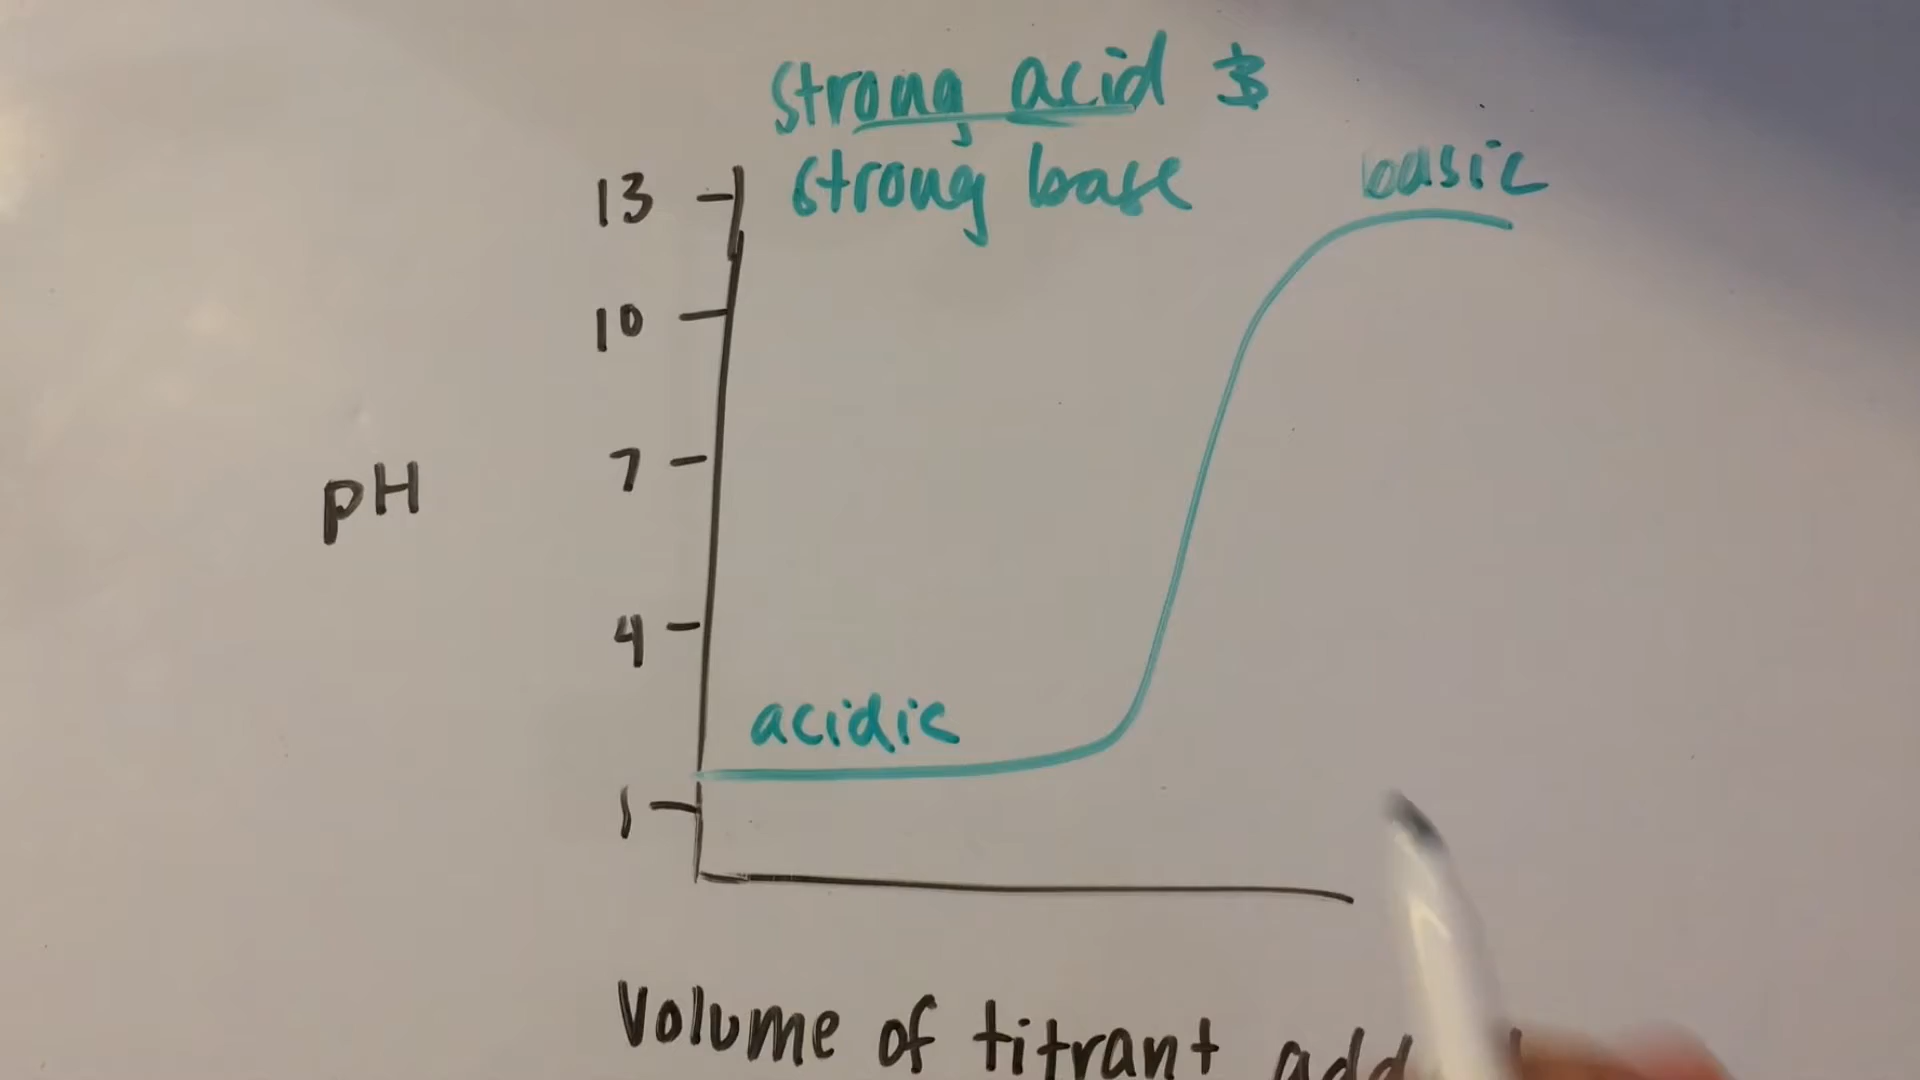 strong acid &
strong base
basic
13
10
7
pH
4
acidic
1
Volume of titrant